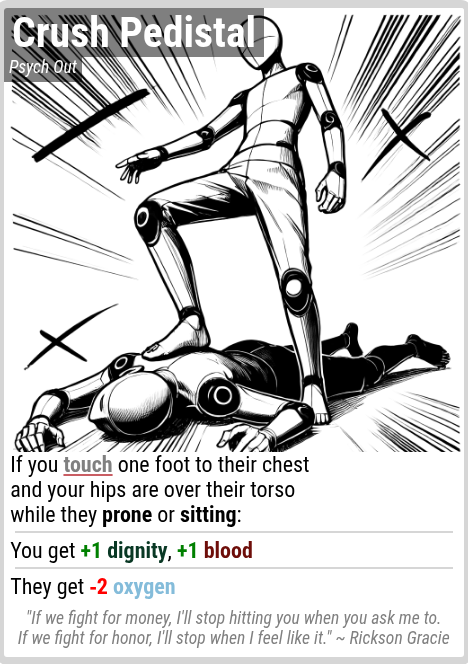 Crush Pedistal
Psych Out
If you touch one foot to their chest
and your hips are over their torso
while they prone or sitting:
You get +1 dignity, +1 blood
They get -2 oxygen
"If we fight for money, I'll stop hitting you when you ask me to.
If we fight for honor, I'll stop when I feel like it." ~ Rickson Gracie